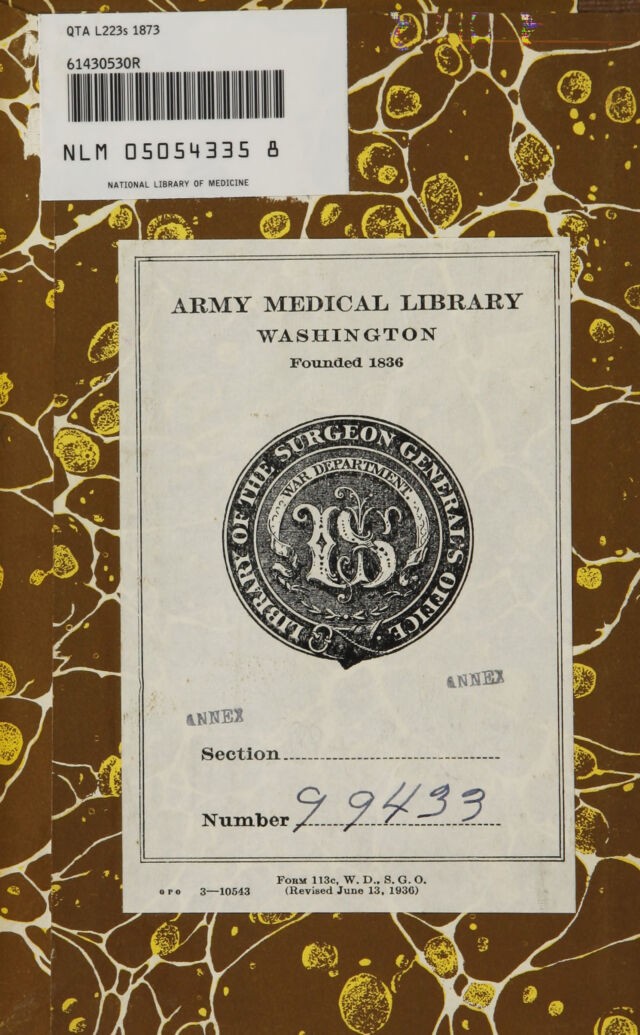 QTA L223s 1873
61430530R
NLM 05054335 8
NATIONAL LIBRARY OF MEDICINE
ARMY MEDICAL LIBRARY
WASHINGTON
Founded 1836
LIBRARY OF THE SURGEON GENERAL'S OFFICE
WAR DEPARTMENT
US
ANNEX
ANNEX
Section
Number 99433
FORM 113c, W. D., S. G. O.
GPO 3—10543 (Revised June 13, 1936)